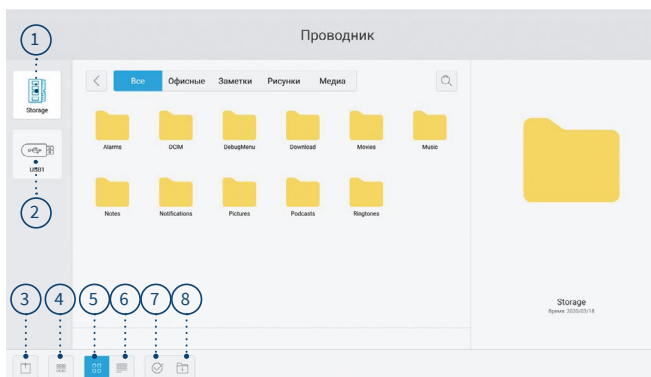 Проводник
1
Storage
USB1
2
Все Офисные Заметки Рисунки Медиа
Alarms DCIM DebugMenu Download Movies Music
Notes Notifications Pictures Podcasts Ringtones
Storage
Время: 2020/03/18
3 4 5 6 7 8